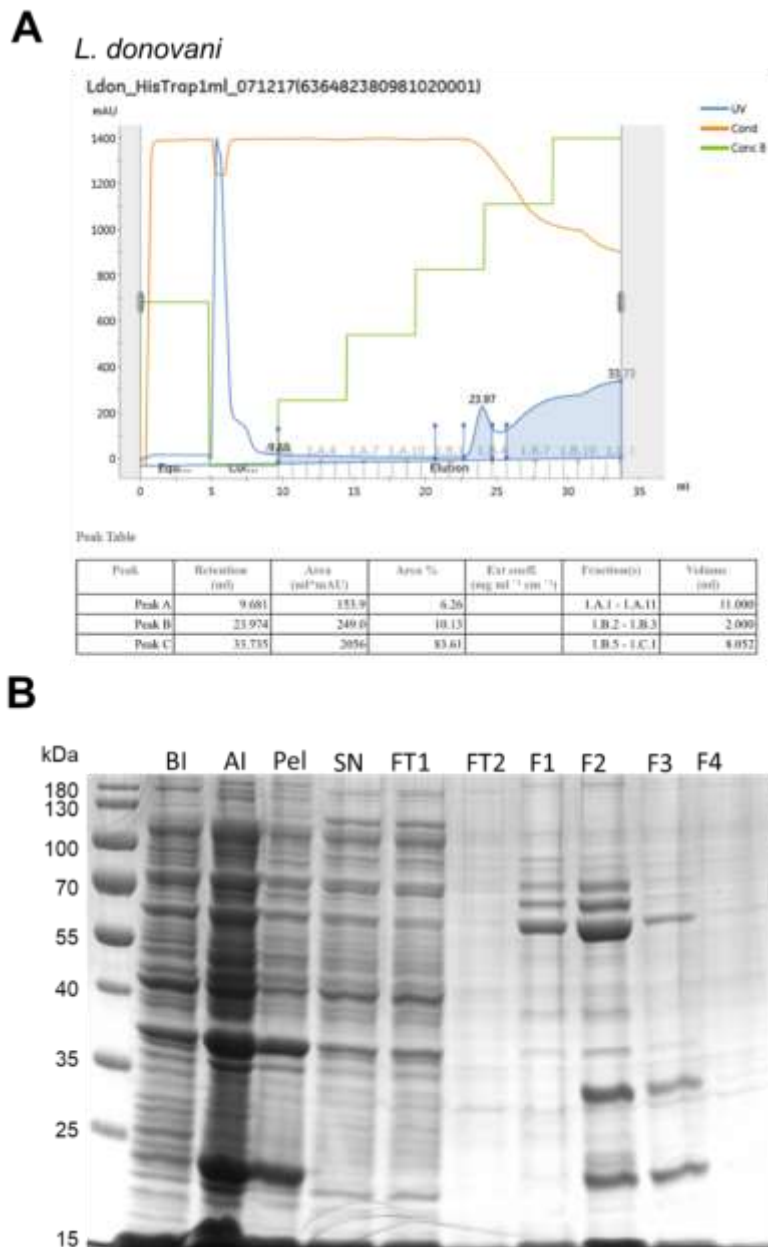 A
L. donovani
Ldon_HisTrap1ml_071217(636482380981020001)
mAU
UV
Cond
Conc B
1400
1200
1000
800
600
400
200
0
23.97
Equ...
Elution
0 5 10 15 20 25 30 35 ml
Peak Table
Peak Retention (ml) Area (ml*mAU) Area % Ext coeff. Fraction(s) Volume (ml)
Peak A 9.681 153.9 6.26 1.A.1 - 1.A.11 11.000
Peak B 23.974 249.0 10.13 1.B.2 - 1.B.3 2.000
Peak C 33.735 2056 83.61 1.B.5 - 1.C.1 8.052
B
kDa BI AI Pel SN FT1 FT2 F1 F2 F3 F4
180
130
100
70
55
40
35
25
15